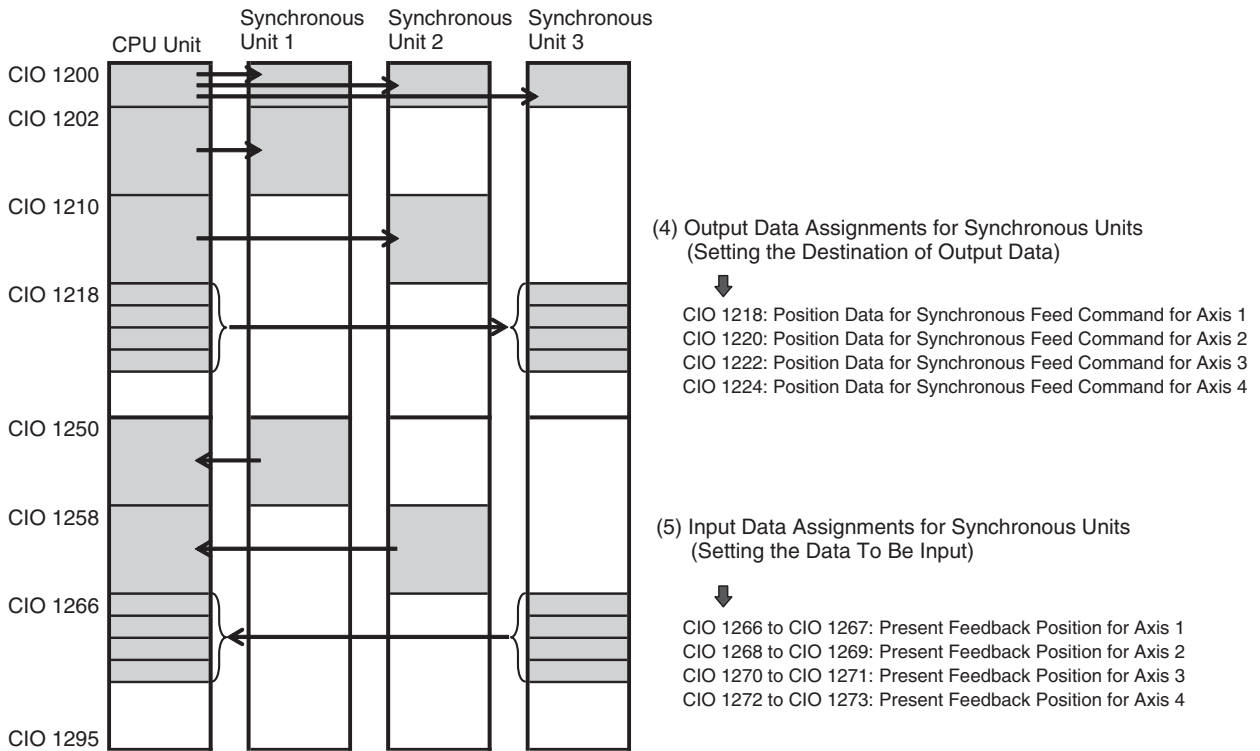 CPU Unit
Synchronous
Unit 1
Synchronous
Unit 2
Synchronous
Unit 3
CIO 1200
CIO 1202
CIO 1210
CIO 1218
CIO 1250
CIO 1258
CIO 1266
CIO 1295
(4) Output Data Assignments for Synchronous Units
(Setting the Destination of Output Data)
CIO 1218: Position Data for Synchronous Feed Command for Axis 1
CIO 1220: Position Data for Synchronous Feed Command for Axis 2
CIO 1222: Position Data for Synchronous Feed Command for Axis 3
CIO 1224: Position Data for Synchronous Feed Command for Axis 4
(5) Input Data Assignments for Synchronous Units
(Setting the Data To Be Input)
CIO 1266 to CIO 1267: Present Feedback Position for Axis 1
CIO 1268 to CIO 1269: Present Feedback Position for Axis 2
CIO 1270 to CIO 1271: Present Feedback Position for Axis 3
CIO 1272 to CIO 1273: Present Feedback Position for Axis 4